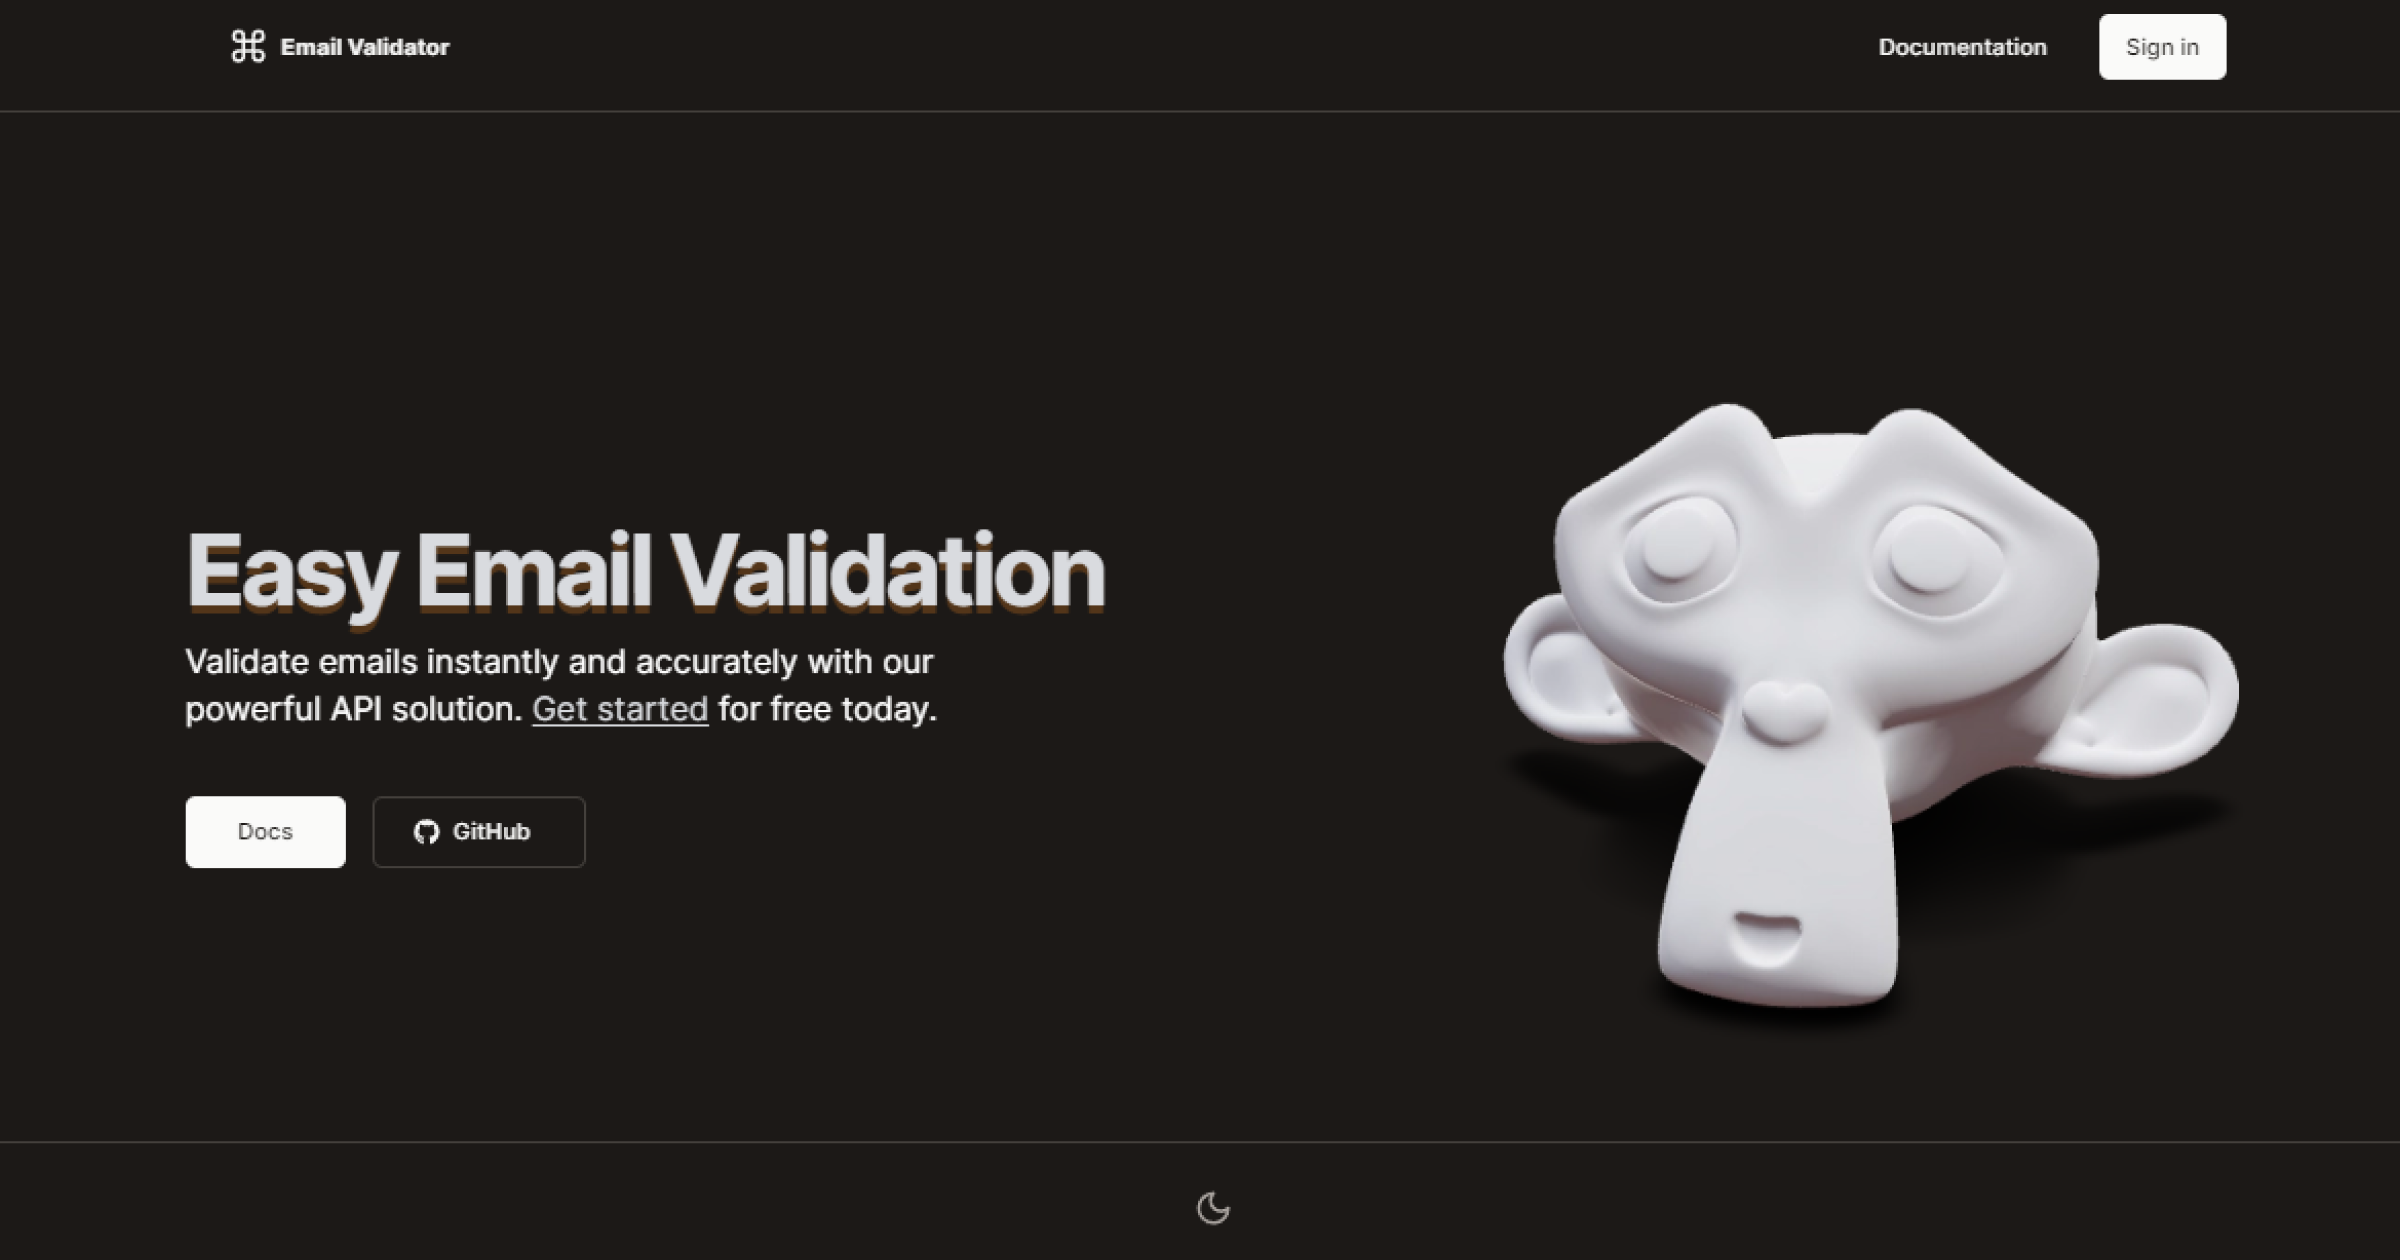 Email Validator
Documentation
Sign in
Easy Email Validation
Validate emails instantly and accurately with our
powerful API solution. Get started for free today.
Docs
GitHub